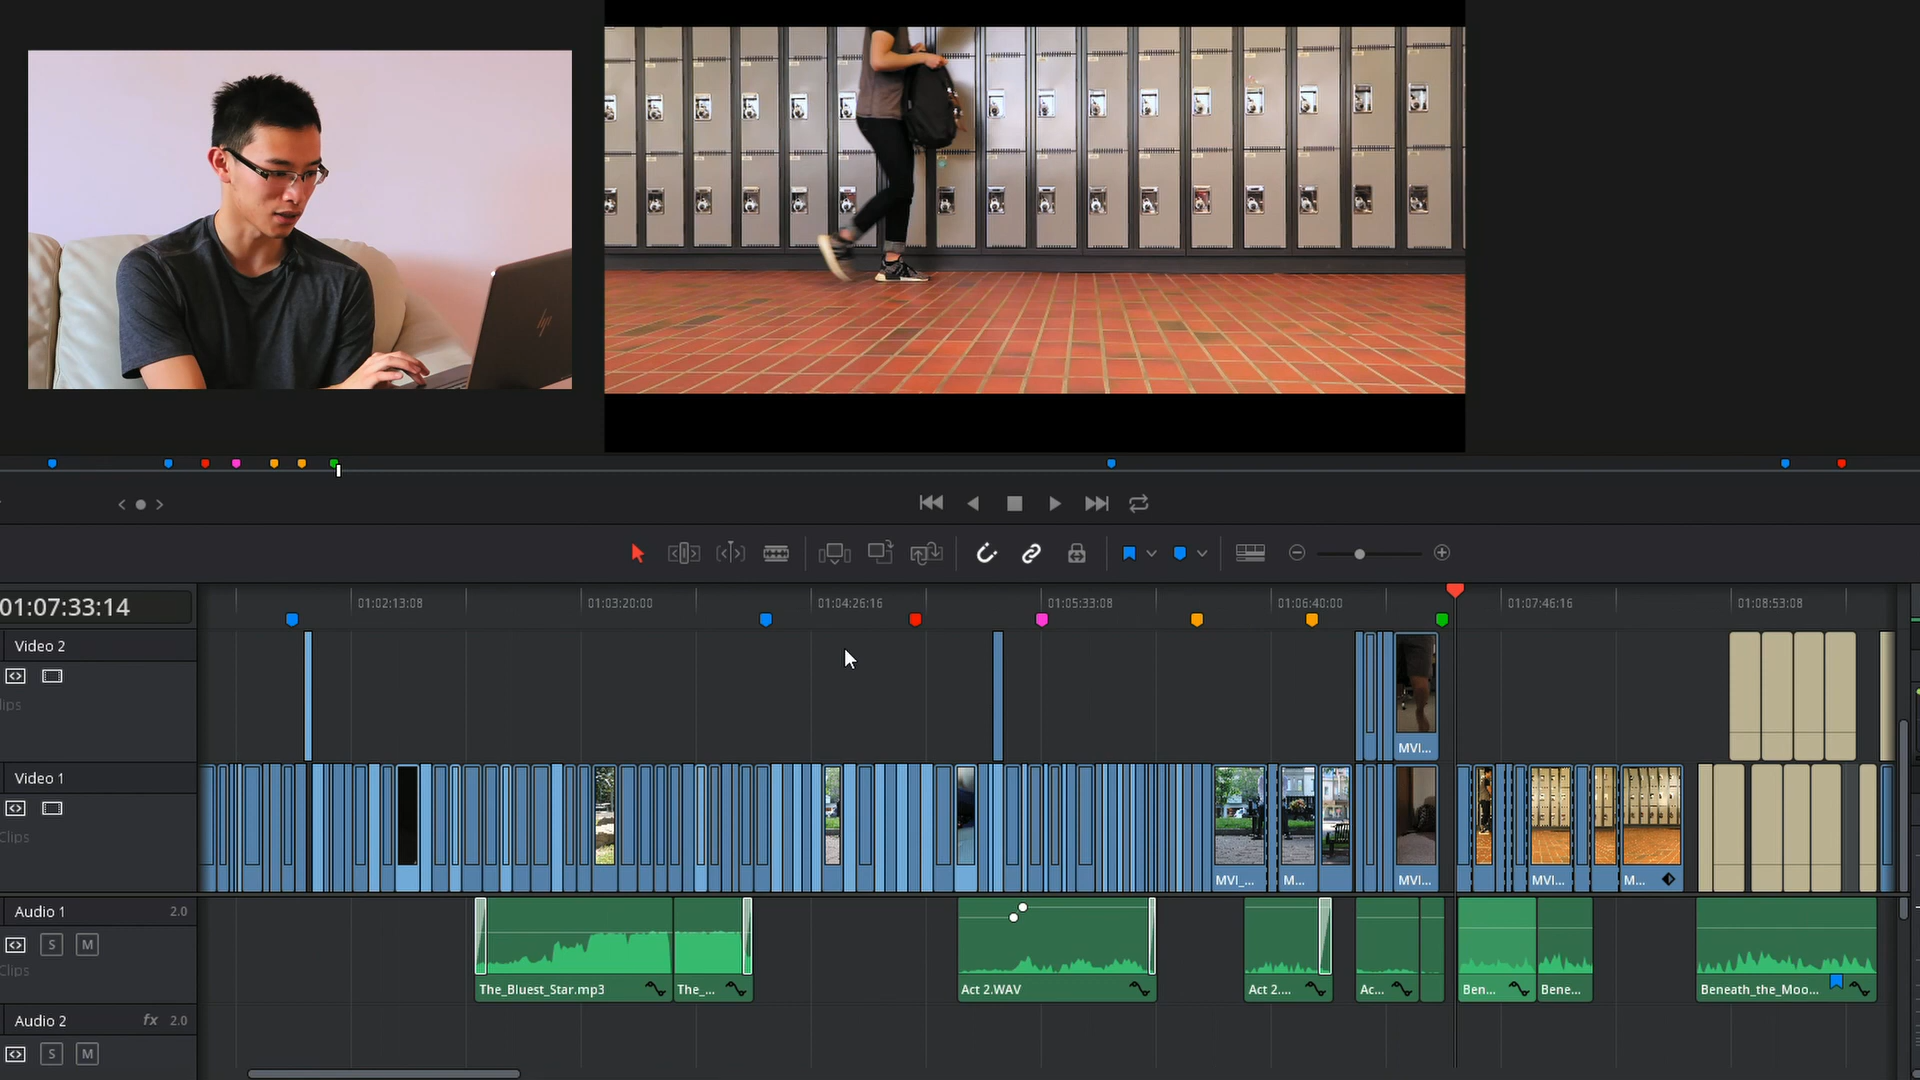 hp
01:07:33:14
01:02:13:08
01:03:20:00
01:04:26:16
01:05:33:08
01:06:40:00
01:07:46:16
01:08:53:08
Video 2
lips
MVI...
Video 1
Clips
MVI_...
M...
MVI...
MVI...
M...
Audio 1
2.0
S
M
Clips
The_Bluest_Star.mp3
The_...
Act 2.WAV
Act 2....
Ac...
Ben...
Bene...
Beneath_the_Moo...
Audio 2
fx
2.0
S
M